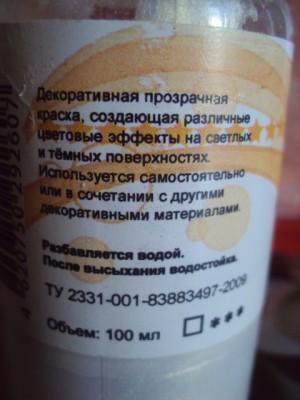 Декоративная прозрачная
краска, создающая различные
цветовые эффекты на светлых
и тёмных поверхностях.
Используется самостоятельно
или в сочетании с другими
декоративными материалами.
Разбавляется водой.
После высыхания водостойка.
ТУ 2331-001-83883497-2009
Объем: 100 мл □ ***